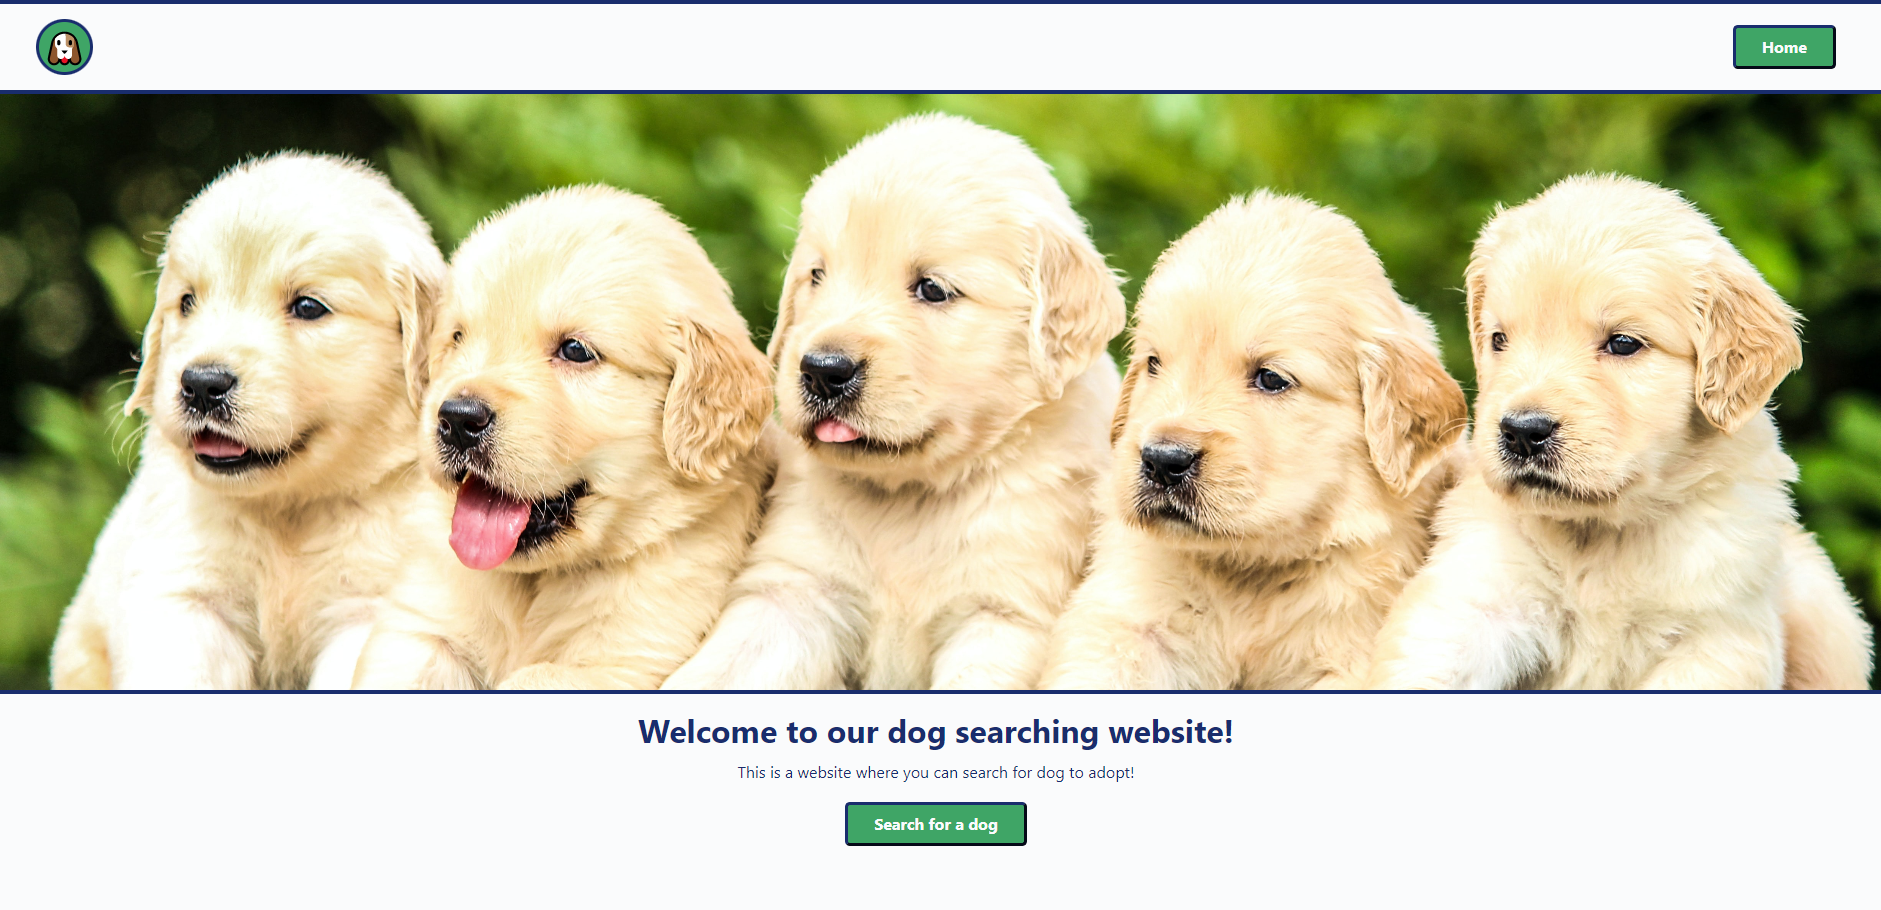 Home
Welcome to our dog searching website!
This is a website where you can search for dog to adopt!
Search for a dog